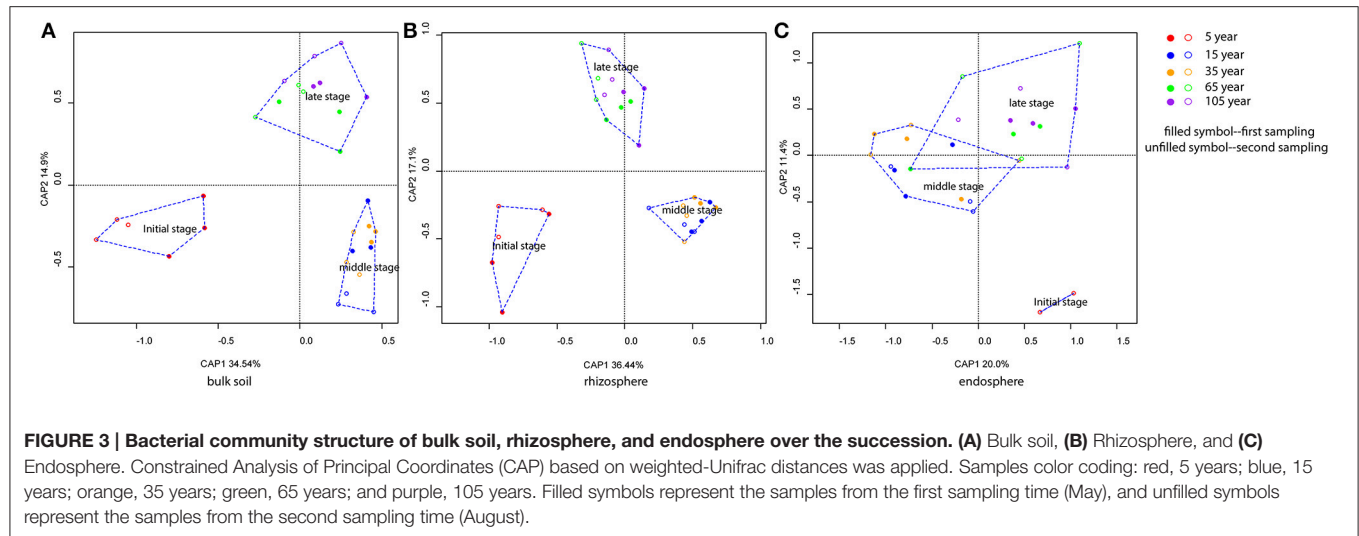 A
B
C
late stage
Initial stage
middle stage
0.5
0.0
-0.5
CAP2 14.9%
-1.0
-0.5
0.0
0.5
CAP1 34.54%
bulk soil
late stage
Initial stage
middle stage
1.0
0.5
0.0
-0.5
-1.0
CAP2 17.1%
-1.0
-0.5
0.0
0.5
1.0
CAP1 36.44%
rhizosphere
late stage
middle stage
Initial stage
1.0
0.5
0.0
-0.5
-1.0
-1.5
CAP2 11.4%
-1.5
-1.0
-0.5
0.0
0.5
1.0
1.5
CAP1 20.0%
endosphere
5 year
15 year
35 year
65 year
105 year
filled symbol--first sampling
unfilled symbol--second sampling
FIGURE 3 | Bacterial community structure of bulk soil, rhizosphere, and endosphere over the succession. (A) Bulk soil, (B) Rhizosphere, and (C)
Endosphere. Constrained Analysis of Principal Coordinates (CAP) based on weighted-Unifrac distances was applied. Samples color coding: red, 5 years; blue, 15
years; orange, 35 years; green, 65 years; and purple, 105 years. Filled symbols represent the samples from the first sampling time (May), and unfilled symbols
represent the samples from the second sampling time (August).